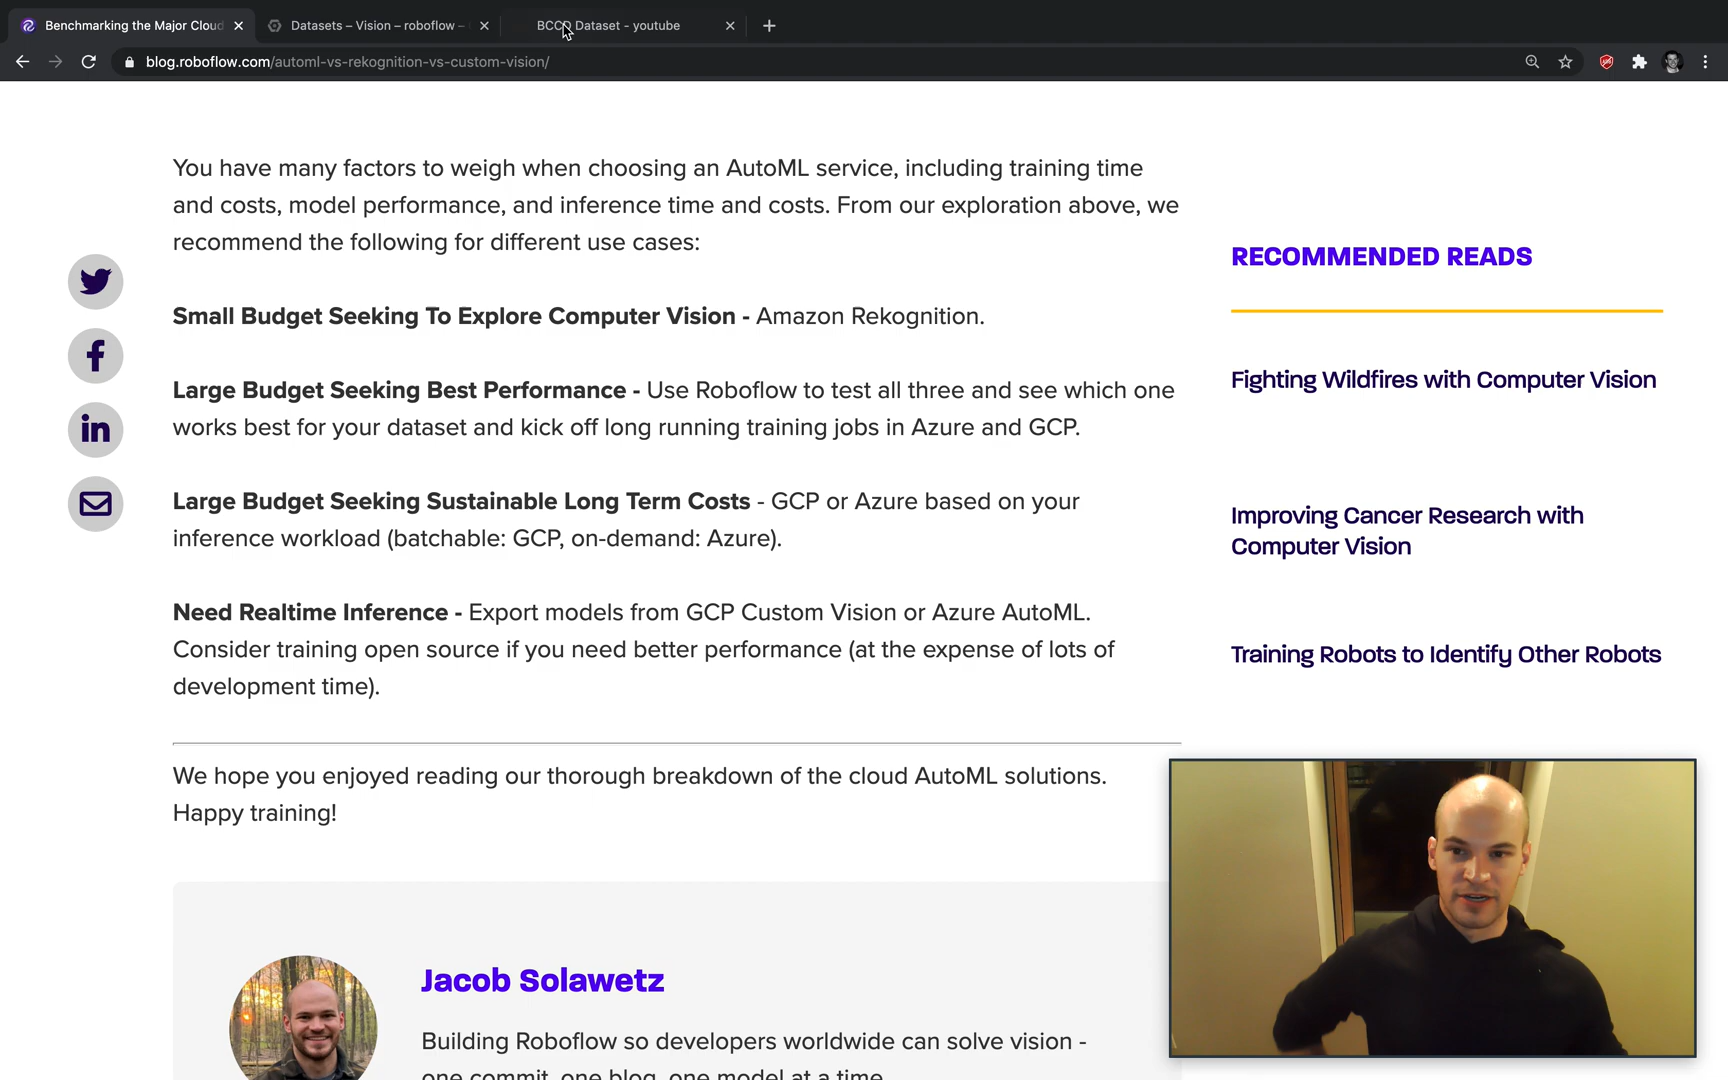 Benchmarking the Major Cloud
Datasets – Vision – roboflow –
BCCD Dataset - youtube
blog.roboflow.com/automl-vs-rekognition-vs-custom-vision/
You have many factors to weigh when choosing an AutoML service, including training time
and costs, model performance, and inference time and costs. From our exploration above, we
recommend the following for different use cases:
Small Budget Seeking To Explore Computer Vision - Amazon Rekognition.
Large Budget Seeking Best Performance - Use Roboflow to test all three and see which one
works best for your dataset and kick off long running training jobs in Azure and GCP.
Large Budget Seeking Sustainable Long Term Costs - GCP or Azure based on your
inference workload (batchable: GCP, on-demand: Azure).
Need Realtime Inference - Export models from GCP Custom Vision or Azure AutoML.
Consider training open source if you need better performance (at the expense of lots of
development time).
We hope you enjoyed reading our thorough breakdown of the cloud AutoML solutions.
Happy training!
Jacob Solawetz
Building Roboflow so developers worldwide can solve vision -
one commit, one blog, one model at a time.
RECOMMENDED READS
Fighting Wildfires with Computer Vision
Improving Cancer Research with
Computer Vision
Training Robots to Identify Other Robots